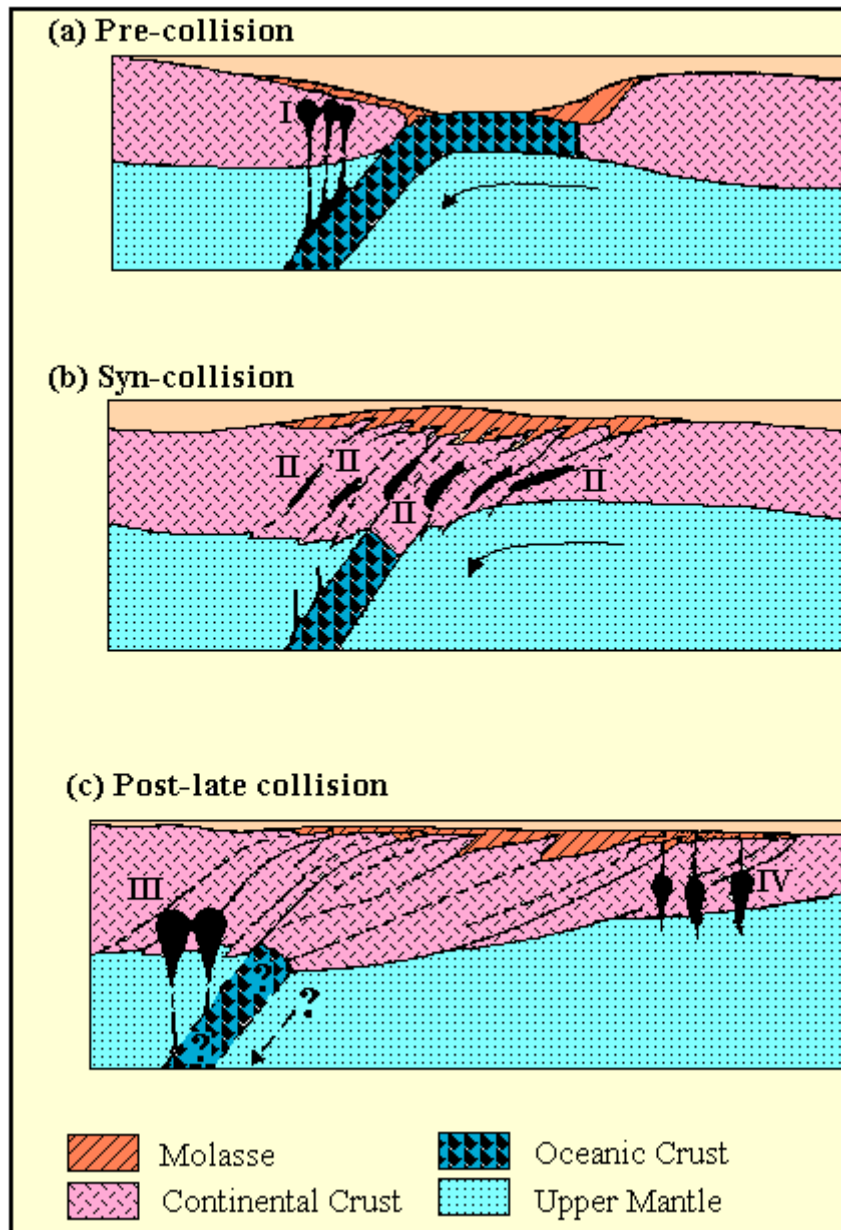 (a) Pre-collision
I
(b) Syn-collision
II
II
II
II
(c) Post-late collision
III
IV
?
?
?
Molasse
Oceanic Crust
Continental Crust
Upper Mantle